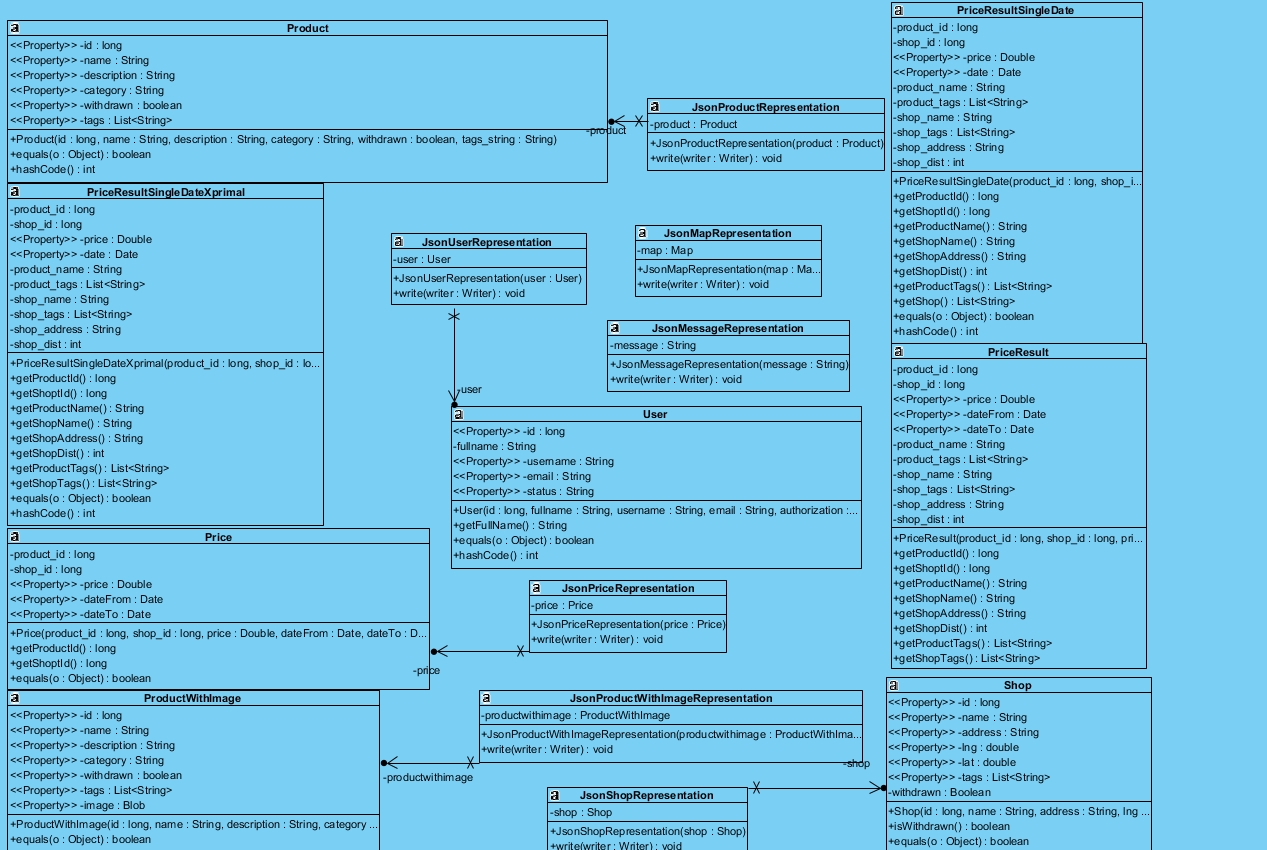 Product
<<Property>> -id : long
<<Property>> -name : String
<<Property>> -description : String
<<Property>> -category : String
<<Property>> -withdrawn : boolean
<<Property>> -tags : List<String>
+Product(id : long, name : String, description : String, category : String, withdrawn : boolean, tags_string : String)
+equals(o : Object) : boolean
+hashCode() : int
-product
JsonProductRepresentation
-product : Product
+JsonProductRepresentation(product : Product)
+write(writer : Writer) : void
PriceResultSingleDate
-product_id : long
-shop_id : long
<<Property>> -price : Double
<<Property>> -date : Date
-product_name : String
-product_tags : List<String>
-shop_name : String
-shop_tags : List<String>
-shop_address : String
-shop_dist : int
+PriceResultSingleDate(product_id : long, shop_i...
+getProductId() : long
+getShoptId() : long
+getProductName() : String
+getShopName() : String
+getShopAddress() : String
+getShopDist() : int
+getProductTags() : List<String>
+getShop() : List<String>
+equals(o : Object) : boolean
+hashCode() : int
PriceResultSingleDateXprimal
-product_id : long
-shop_id : long
<<Property>> -price : Double
<<Property>> -date : Date
-product_name : String
-product_tags : List<String>
-shop_name : String
-shop_tags : List<String>
-shop_address : String
-shop_dist : int
+PriceResultSingleDateXprimal(product_id : long, shop_id : lo...
+getProductId() : long
+getShoptId() : long
+getProductName() : String
+getShopName() : String
+getShopAddress() : String
+getShopDist() : int
+getProductTags() : List<String>
+getShopTags() : List<String>
+equals(o : Object) : boolean
+hashCode() : int
JsonUserRepresentation
-user : User
+JsonUserRepresentation(user : User)
+write(writer : Writer) : void
-user
JsonMapRepresentation
-map : Map
+JsonMapRepresentation(map : Ma...
+write(writer : Writer) : void
JsonMessageRepresentation
-message : String
+JsonMessageRepresentation(message : String)
+write(writer : Writer) : void
User
<<Property>> -id : long
-fullname : String
<<Property>> -username : String
<<Property>> -email : String
<<Property>> -status : String
+User(id : long, fullname : String, username : String, email : String, authorization :...
+getFullName() : String
+equals(o : Object) : boolean
+hashCode() : int
PriceResult
-product_id : long
-shop_id : long
<<Property>> -price : Double
<<Property>> -dateFrom : Date
<<Property>> -dateTo : Date
-product_name : String
-product_tags : List<String>
-shop_name : String
-shop_tags : List<String>
-shop_address : String
-shop_dist : int
+PriceResult(product_id : long, shop_id : long, pri...
+getProductId() : long
+getShoptId() : long
+getProductName() : String
+getShopName() : String
+getShopAddress() : String
+getShopDist() : int
+getProductTags() : List<String>
+getShopTags() : List<String>
Price
-product_id : long
-shop_id : long
<<Property>> -price : Double
<<Property>> -dateFrom : Date
<<Property>> -dateTo : Date
+Price(product_id : long, shop_id : long, price : Double, dateFrom : Date, dateTo : D...
+getProductId() : long
+getShoptId() : long
+equals(o : Object) : boolean
-price
JsonPriceRepresentation
-price : Price
+JsonPriceRepresentation(price : Price)
+write(writer : Writer) : void
ProductWithImage
<<Property>> -id : long
<<Property>> -name : String
<<Property>> -description : String
<<Property>> -category : String
<<Property>> -withdrawn : boolean
<<Property>> -tags : List<String>
<<Property>> -image : Blob
+ProductWithImage(id : long, name : String, description : String, category ...
+equals(o : Object) : boolean
-productwithimage
JsonProductWithImageRepresentation
-productwithimage : ProductWithImage
+JsonProductWithImageRepresentation(productwithimage : ProductWithIma...
+write(writer : Writer) : void
-shop
JsonShopRepresentation
-shop : Shop
+JsonShopRepresentation(shop : Shop)
+write(writer : Writer) : void
Shop
<<Property>> -id : long
<<Property>> -name : String
<<Property>> -address : String
<<Property>> -lng : double
<<Property>> -lat : double
<<Property>> -tags : List<String>
-withdrawn : Boolean
+Shop(id : long, name : String, address : String, lng ...
+isWithdrawn() : boolean
+equals(o : Object) : boolean